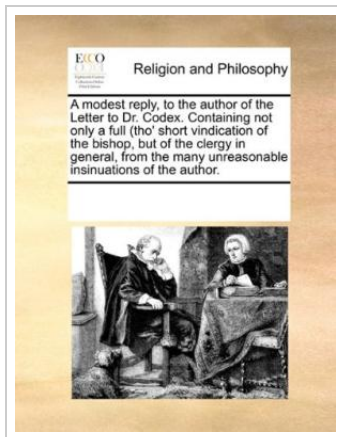 ECCO
Religion and Philosophy
A modest reply, to the author of the
Letter to Dr. Codex. Containing not
only a full (tho' short vindication of
the bishop, but of the clergy in
general, from the many unreasonable
insinuations of the author.